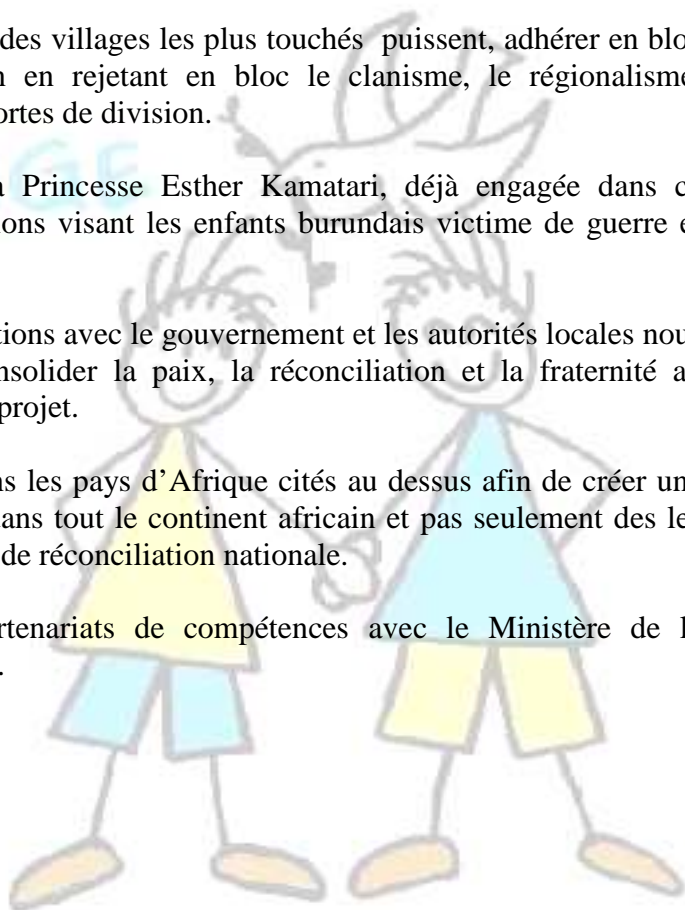 des villages les plus touchés puissent, adhérer en blo
en rejetant en bloc le clanisme, le régionalisme
ortes de division.
GE
Princesse Esther Kamatari, déjà engagée dans c
ions visant les enfants burundais victime de guerre e
tions avec le gouvernement et les autorités locales nou
nsolider la paix, la réconciliation et la fraternité a
projet.
ns les pays d’Afrique cités au dessus afin de créer un
dans tout le continent africain et pas seulement des le
de réconciliation nationale.
rtenariats de compétences avec le Ministère de l
.